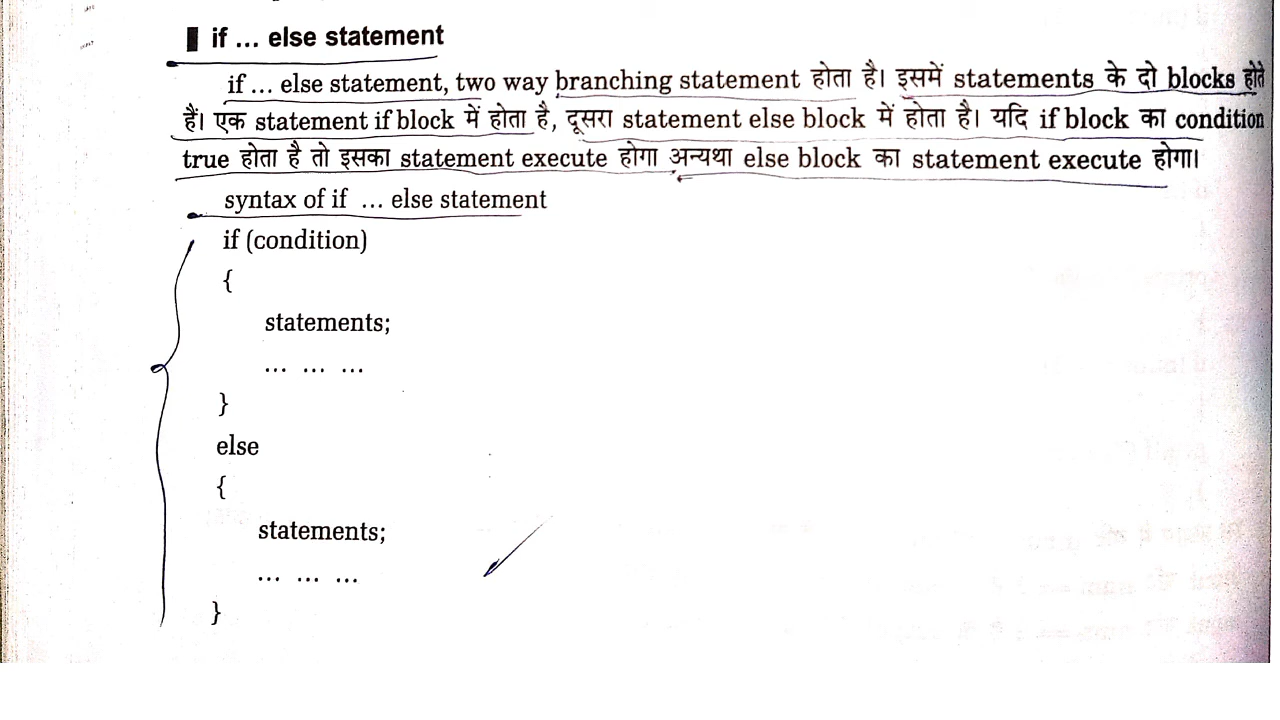 if ... else statement
if ... else statement, two way branching statement होता है। इसमें statements के दो blocks होते
हैं। एक statement if block में होता है, दूसरा statement else block में होता है। यदि if block का condition
true होता है तो इसका statement execute होगा अन्यथा else block का statement execute होगा।
syntax of if ... else statement
if (condition)
{
statements;
... ... ...
}
else
{
statements;
... ... ...
}